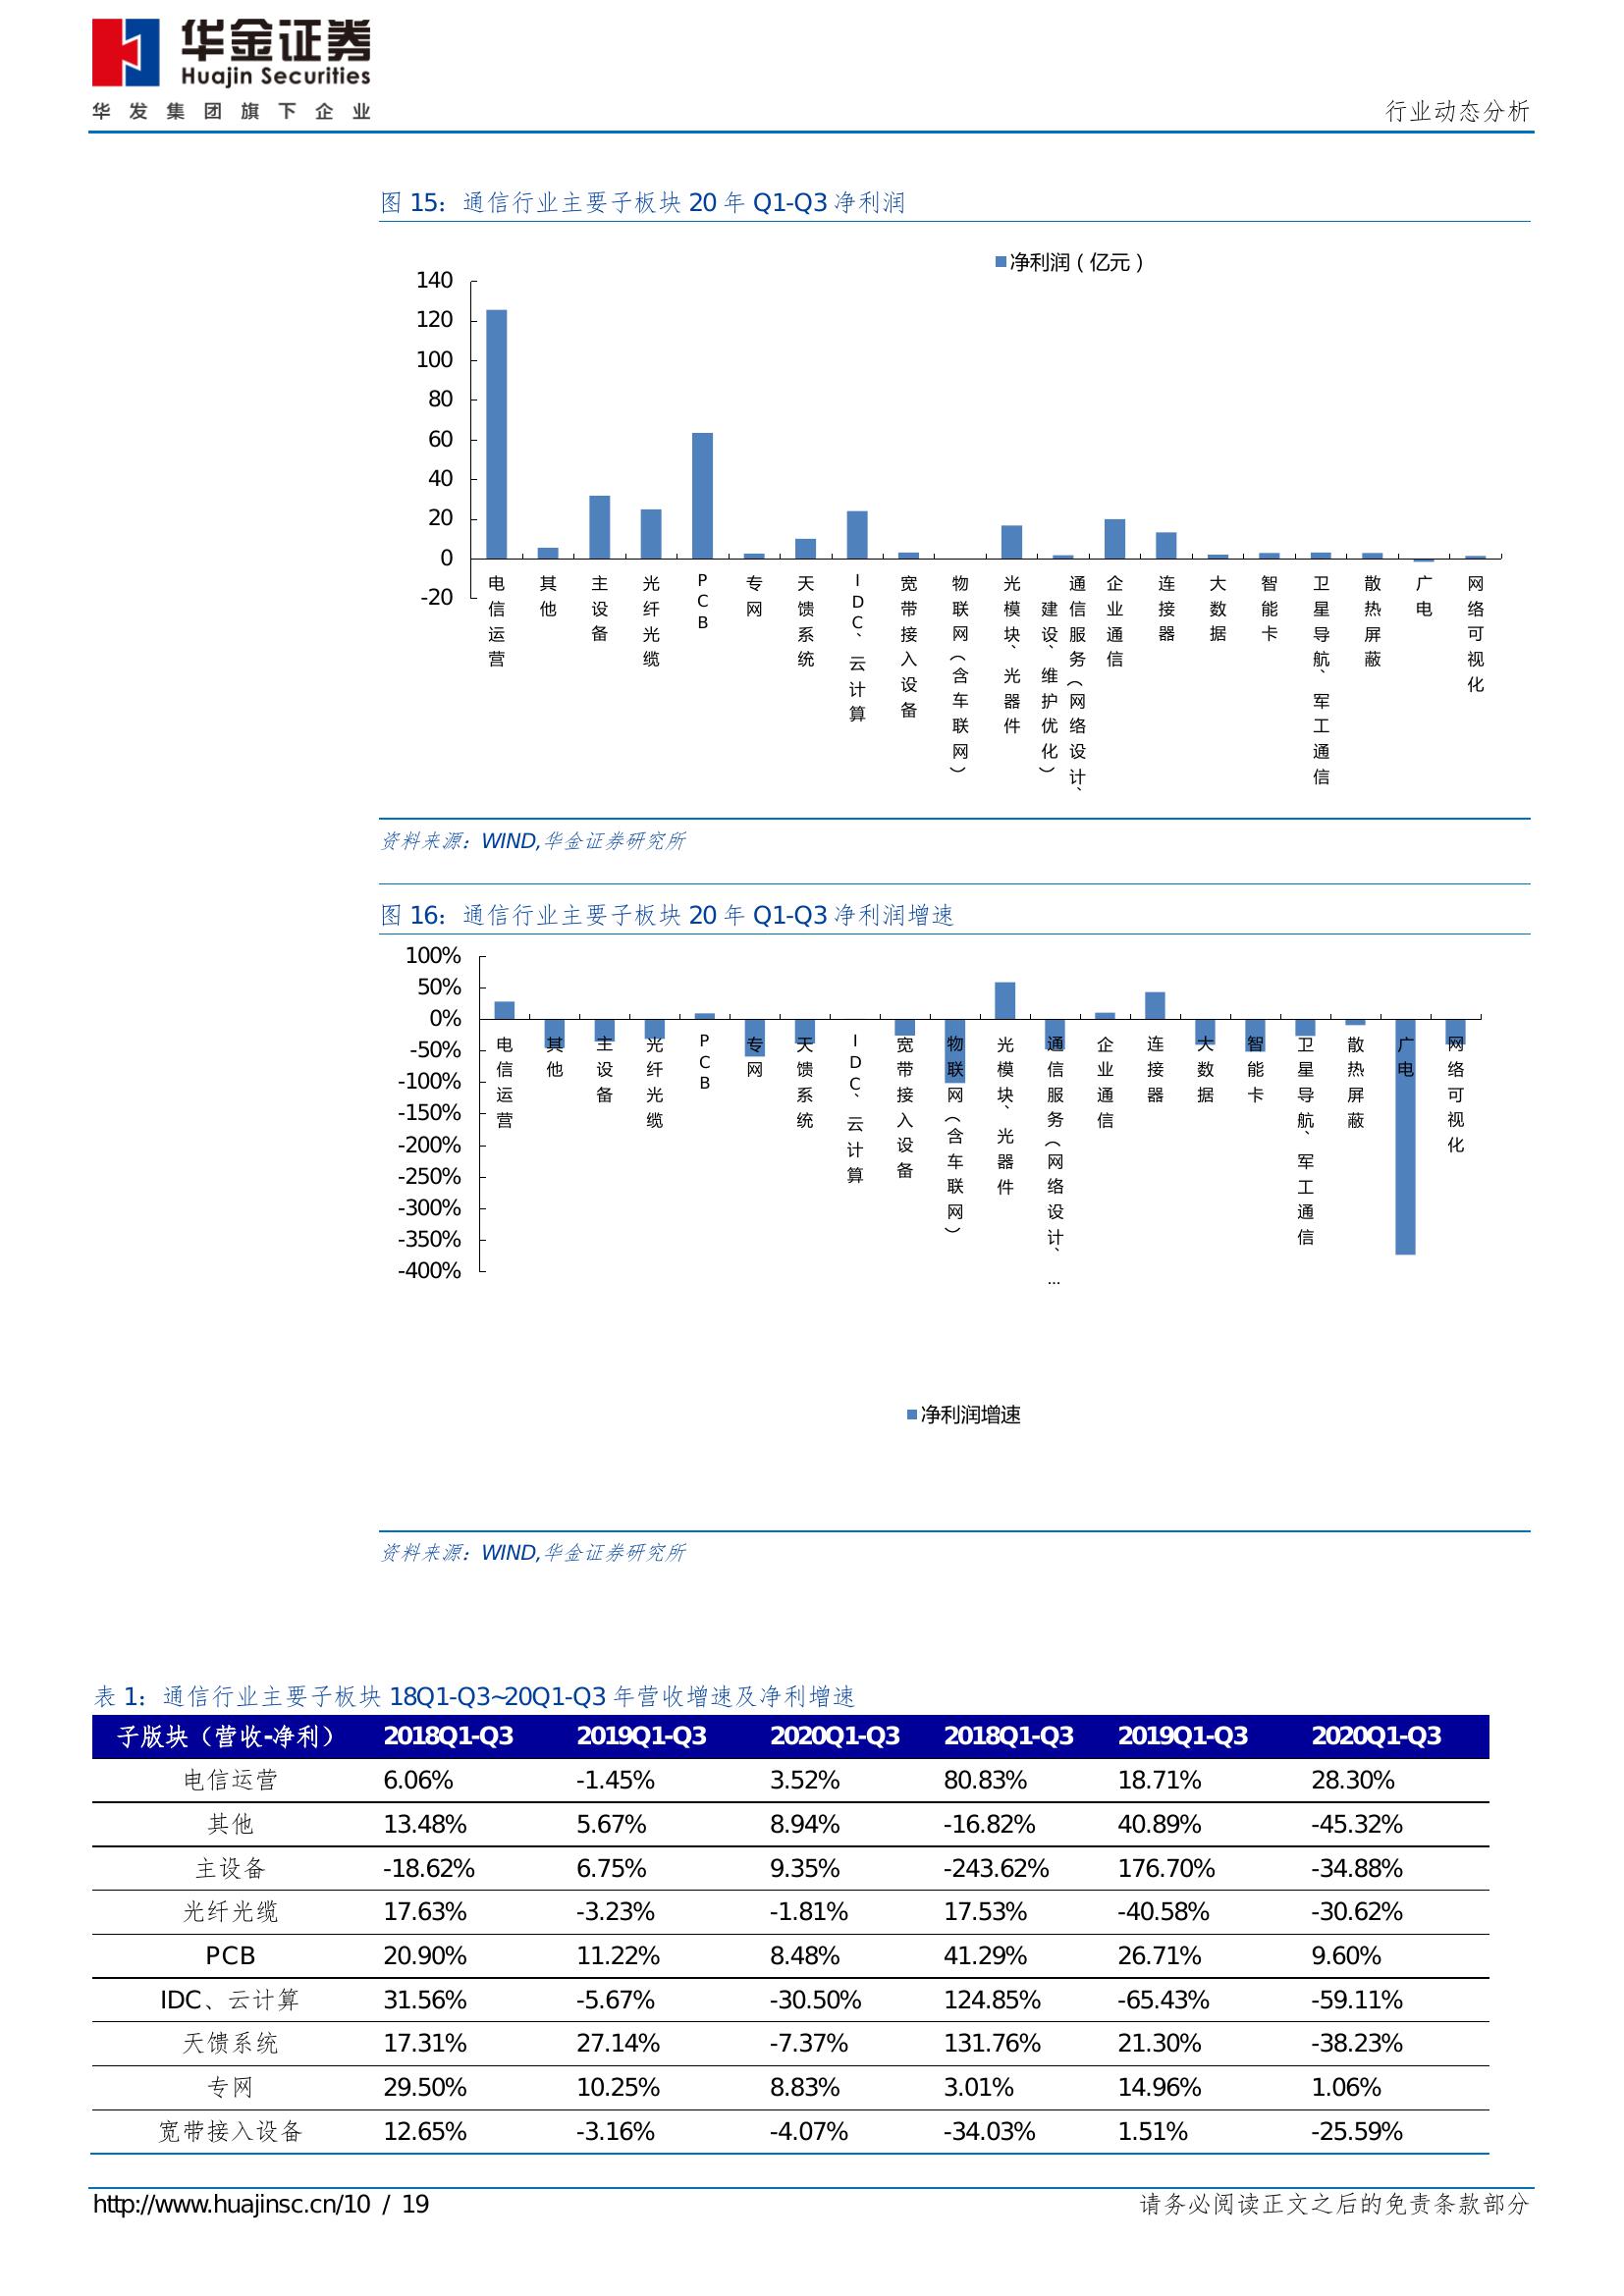 华金证券
Huajin Securities
华发集团旗下企业
行业动态分析
图 15：通信行业主要子板块 20 年 Q1-Q3 净利润
净利润（亿元）
140
120
100
80
60
40
20
0
-20
电信运营
其他
主设备
光纤光缆
PCB
专网
天馈系统
IDC、云计算
宽带接入设备
物联网（含车联网）
光模块、光器件
通信服务（网络设计、
建设、维护优化）
企业通信
连接器
大数据
智能卡
卫星导航、军工通信
散热屏蔽
广电
网络可视化
资料来源：WIND,华金证券研究所
图 16：通信行业主要子板块 20 年 Q1-Q3 净利润增速
100%
50%
0%
-50%
-100%
-150%
-200%
-250%
-300%
-350%
-400%
电信运营
其他
主设备
光纤光缆
PCB
专网
天馈系统
IDC、云计算
宽带接入设备
物联网（含车联网）
光模块、光器件
通信服务（网络设计、…
企业通信
连接器
大数据
智能卡
卫星导航、军工通信
散热屏蔽
广电
网络可视化
净利润增速
资料来源：WIND,华金证券研究所
表 1：通信行业主要子板块 18Q1-Q3~20Q1-Q3 年营收增速及净利增速
子版块（营收-净利） 2018Q1-Q3 2019Q1-Q3 2020Q1-Q3 2018Q1-Q3 2019Q1-Q3 2020Q1-Q3
电信运营 6.06% -1.45% 3.52% 80.83% 18.71% 28.30%
其他 13.48% 5.67% 8.94% -16.82% 40.89% -45.32%
主设备 -18.62% 6.75% 9.35% -243.62% 176.70% -34.88%
光纤光缆 17.63% -3.23% -1.81% 17.53% -40.58% -30.62%
PCB 20.90% 11.22% 8.48% 41.29% 26.71% 9.60%
IDC、云计算 31.56% -5.67% -30.50% 124.85% -65.43% -59.11%
天馈系统 17.31% 27.14% -7.37% 131.76% 21.30% -38.23%
专网 29.50% 10.25% 8.83% 3.01% 14.96% 1.06%
宽带接入设备 12.65% -3.16% -4.07% -34.03% 1.51% -25.59%
http://www.huajinsc.cn/10 / 19
请务必阅读正文之后的免责条款部分